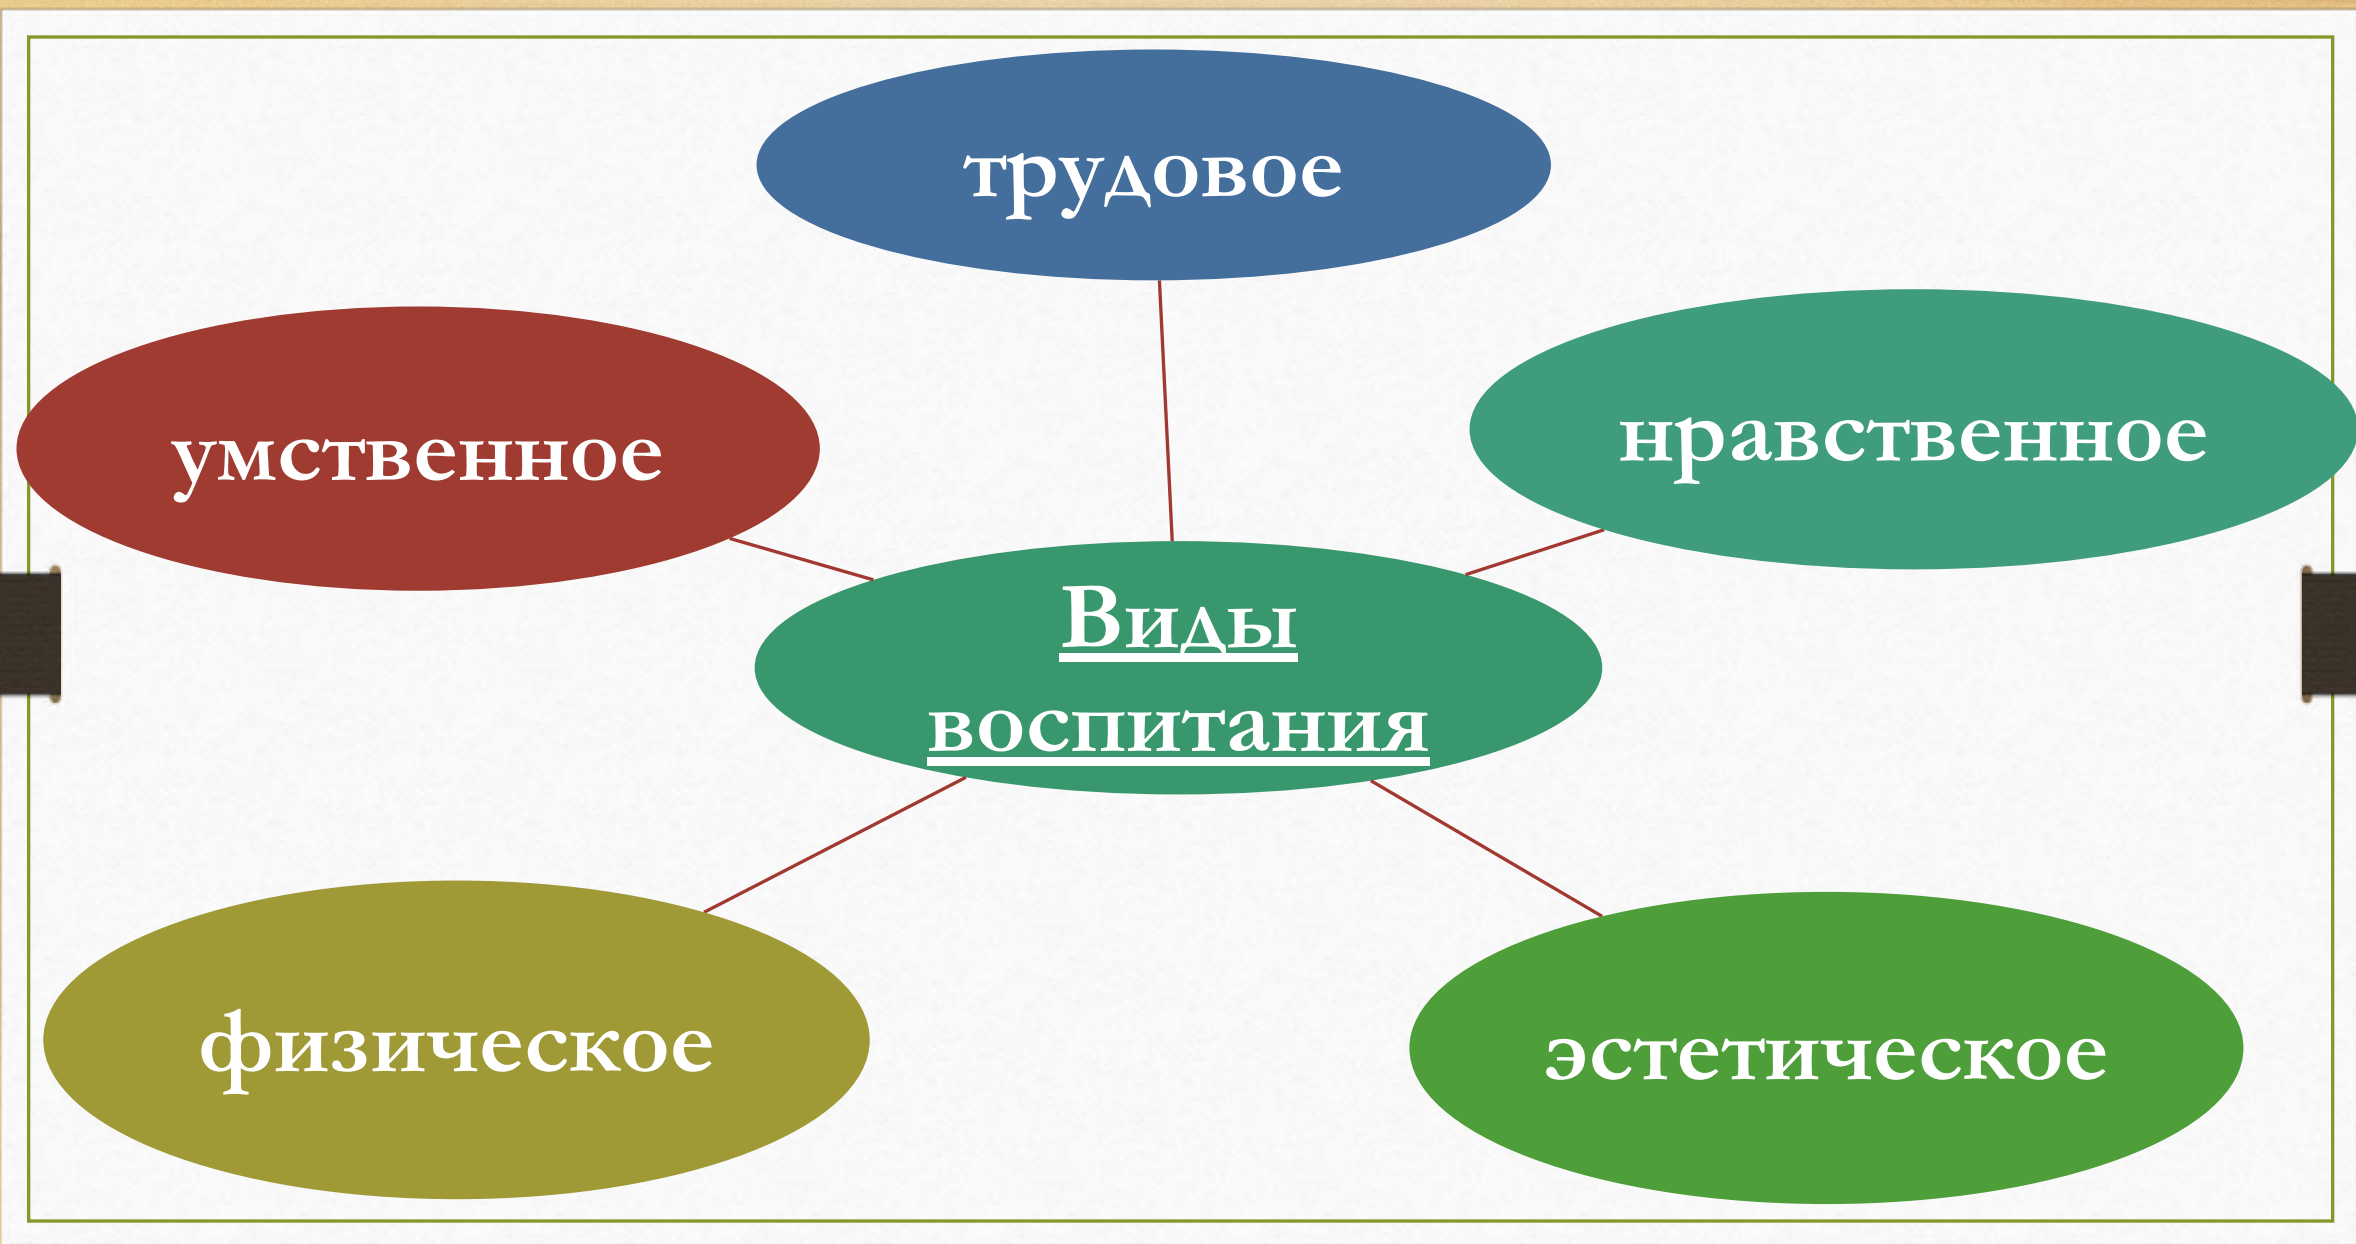 трудовое
умственное
нравственное
Виды
воспитания
физическое
эстетическое